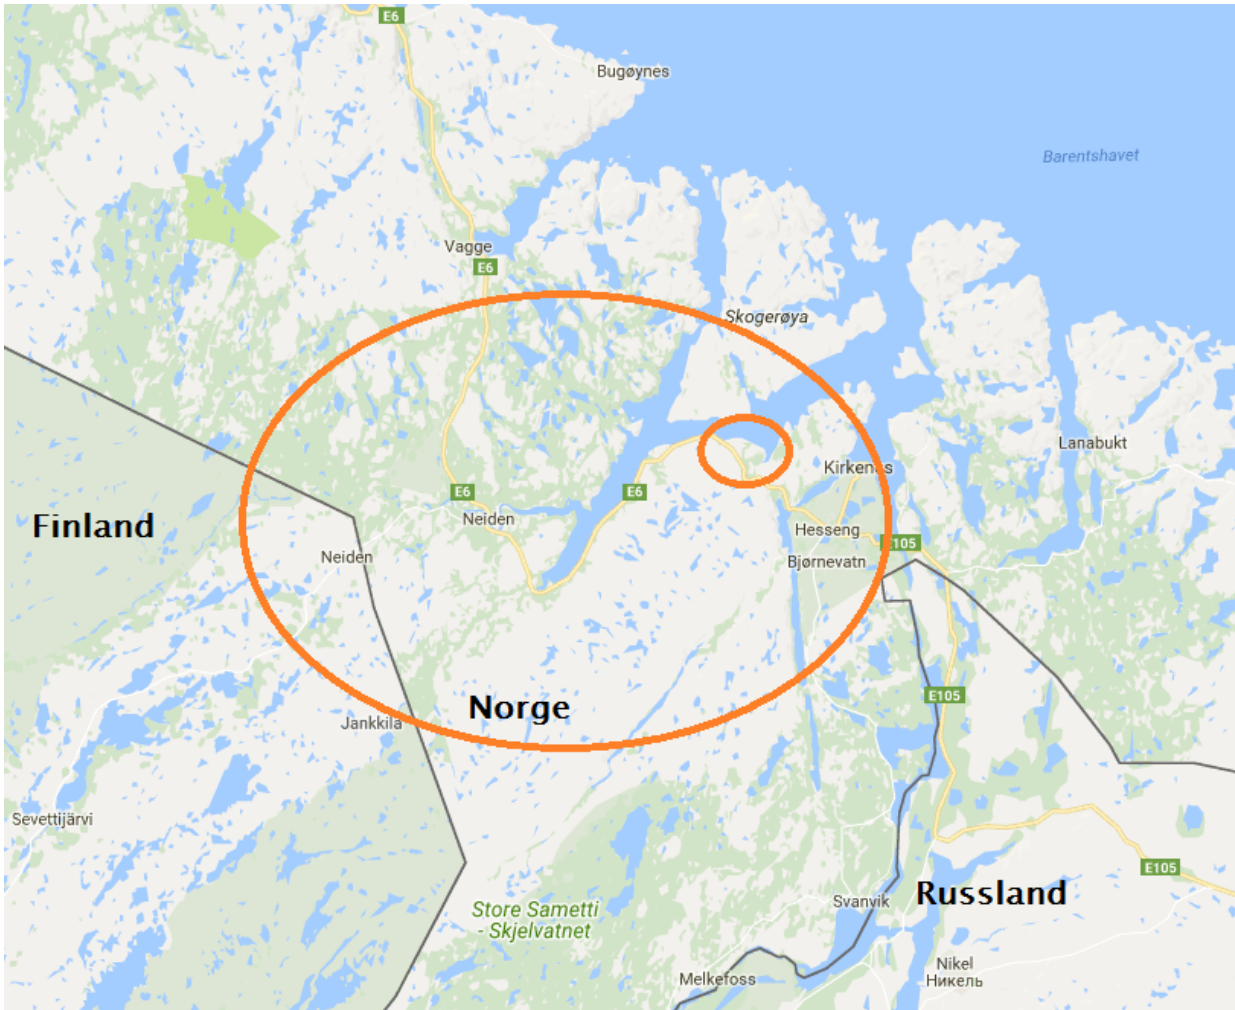 E6
Bugøynes
Barentshavet
Vagge
E6
Skogerøya
Lanabukt
Kirkenes
E6
E6
Neiden
Finland
Hesseng
E105
Neiden
Bjørnevatn
E105
Norge
Jankkila
Sevettijärvi
E105
Russland
Svanvik
Store Sametti
- Skjelvatnet
Nikel
Никель
Melkefoss